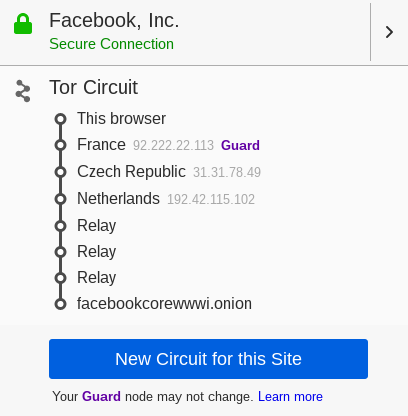 Facebook, Inc.
Secure Connection
Tor Circuit
This browser
France 92.222.22.113 Guard
Czech Republic 31.31.78.49
Netherlands 192.42.115.102
Relay
Relay
Relay
facebookcorewwwi.onion
New Circuit for this Site
Your Guard node may not change. Learn more